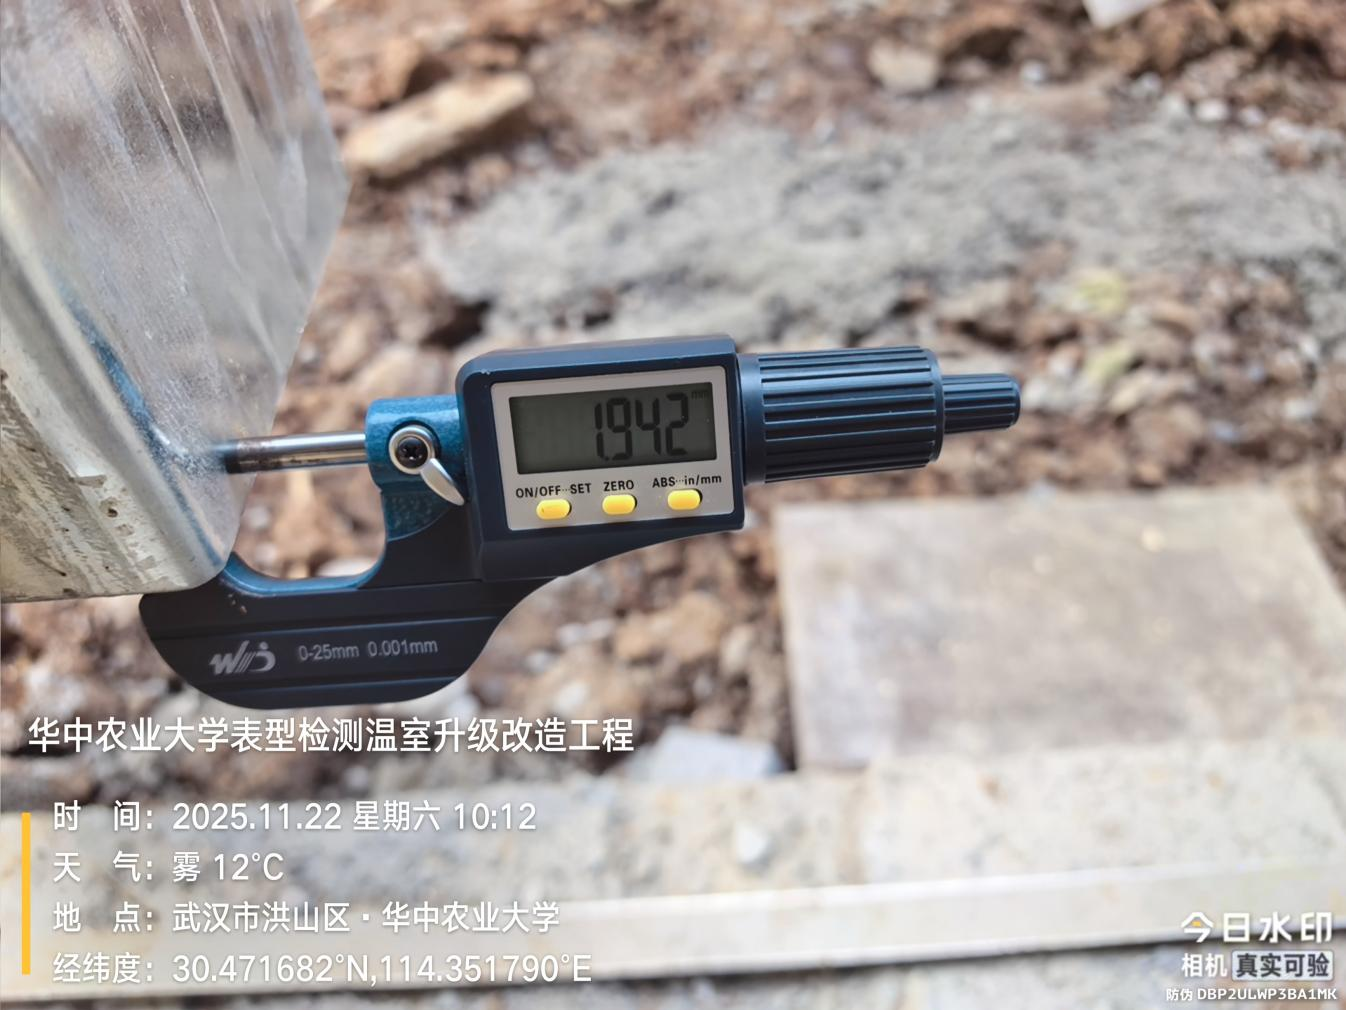 mm
1.942
ON/OFF···SET ZERO ABS···in/mm
0-25mm 0.001mm
华中农业大学表型检测温室升级改造工程
时 间：2025.11.22 星期六 10:12
天 气：雾 12°C
地 点：武汉市洪山区·华中农业大学
经纬度：30.471682°N,114.351790°E
今日水印
相机 真实可验
防伪 DBP2ULWP3BA1MK